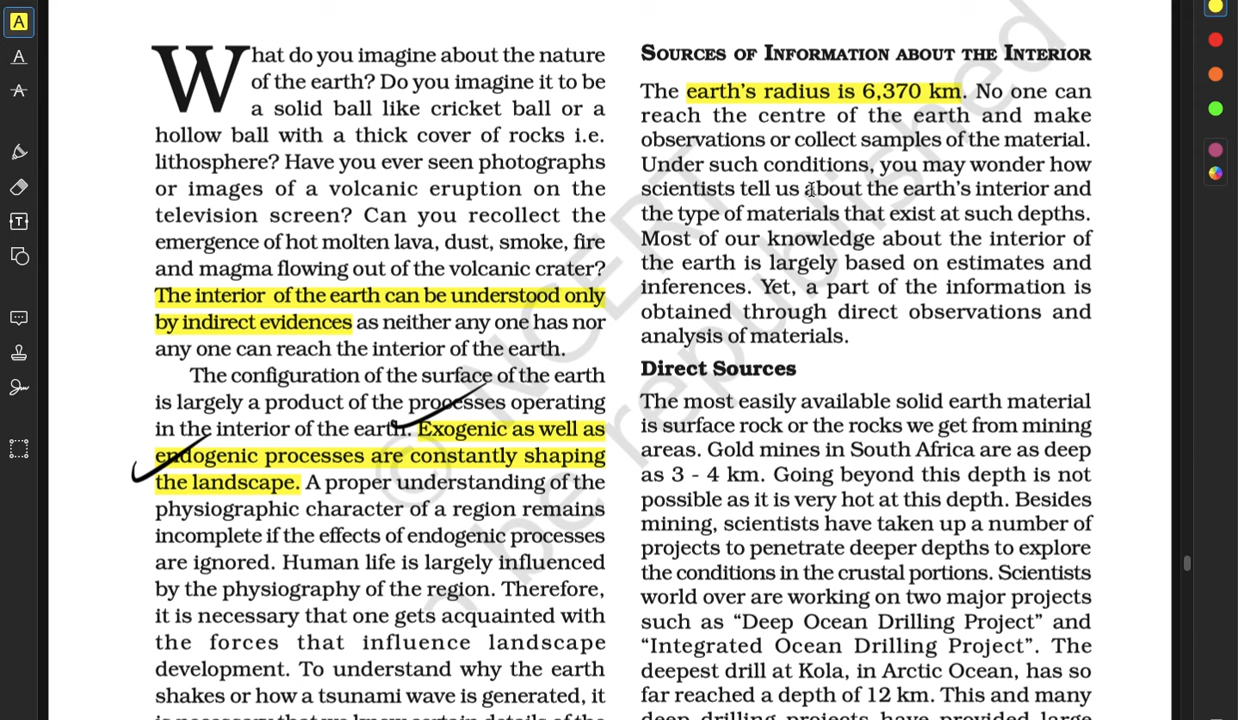 What do you imagine about the nature
of the earth? Do you imagine it to be
a solid ball like cricket ball or a
hollow ball with a thick cover of rocks i.e.
lithosphere? Have you ever seen photographs
or images of a volcanic eruption on the
television screen? Can you recollect the
emergence of hot molten lava, dust, smoke, fire
and magma flowing out of the volcanic crater?
The interior of the earth can be understood only
by indirect evidences as neither any one has nor
any one can reach the interior of the earth.
The configuration of the surface of the earth
is largely a product of the processes operating
in the interior of the earth. Exogenic as well as
endogenic processes are constantly shaping
the landscape. A proper understanding of the
physiographic character of a region remains
incomplete if the effects of endogenic processes
are ignored. Human life is largely influenced
by the physiography of the region. Therefore,
it is necessary that one gets acquainted with
the forces that influence landscape
development. To understand why the earth
shakes or how a tsunami wave is generated, it
is necessary that we know certain details of the
SOURCES OF INFORMATION ABOUT THE INTERIOR
The earth's radius is 6,370 km. No one can
reach the centre of the earth and make
observations or collect samples of the material.
Under such conditions, you may wonder how
scientists tell us about the earth's interior and
the type of materials that exist at such depths.
Most of our knowledge about the interior of
the earth is largely based on estimates and
inferences. Yet, a part of the information is
obtained through direct observations and
analysis of materials.
Direct Sources
The most easily available solid earth material
is surface rock or the rocks we get from mining
areas. Gold mines in South Africa are as deep
as 3 - 4 km. Going beyond this depth is not
possible as it is very hot at this depth. Besides
mining, scientists have taken up a number of
projects to penetrate deeper depths to explore
the conditions in the crustal portions. Scientists
world over are working on two major projects
such as “Deep Ocean Drilling Project” and
“Integrated Ocean Drilling Project”. The
deepest drill at Kola, in Arctic Ocean, has so
far reached a depth of 12 km. This and many
deep drilling projects have provided large
© NCERT
be republished
A
A
A
T